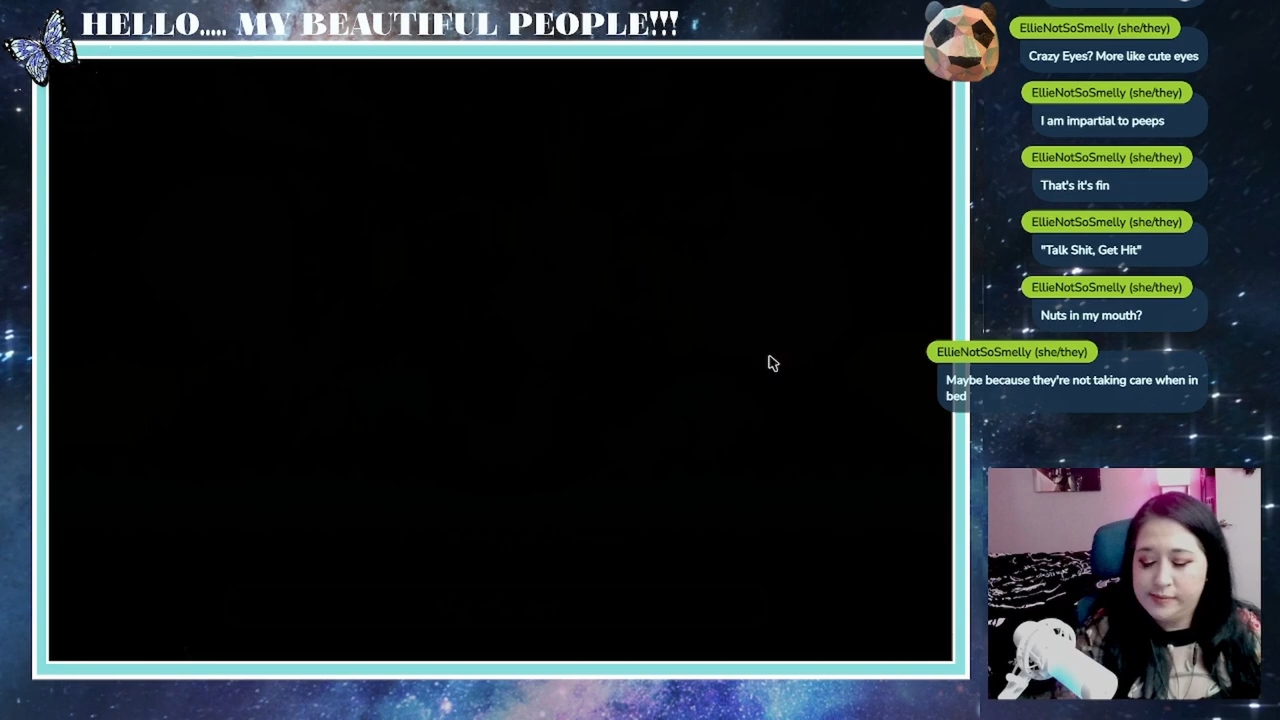 HELLO..... MY BEAUTIFUL PEOPLE!!!
EllieNotSoSmelly (she/they)
Crazy Eyes? More like cute eyes
EllieNotSoSmelly (she/they)
I am impartial to peeps
EllieNotSoSmelly (she/they)
That's it's fin
EllieNotSoSmelly (she/they)
"Talk Shit, Get Hit"
EllieNotSoSmelly (she/they)
Nuts in my mouth?
EllieNotSoSmelly (she/they)
Maybe because they're not taking care when in
bed